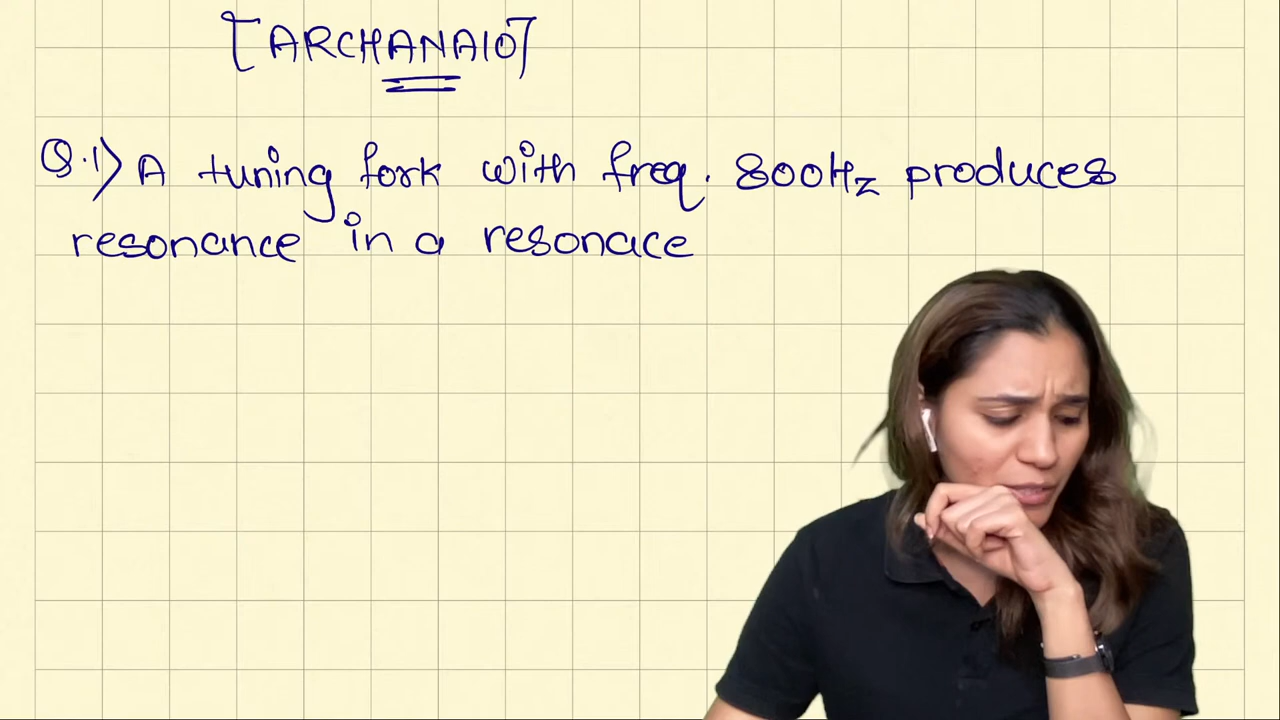 [ARCHANA10]
Q.1) A tuning fork with freq. 800Hz produces
resonance in a resonace